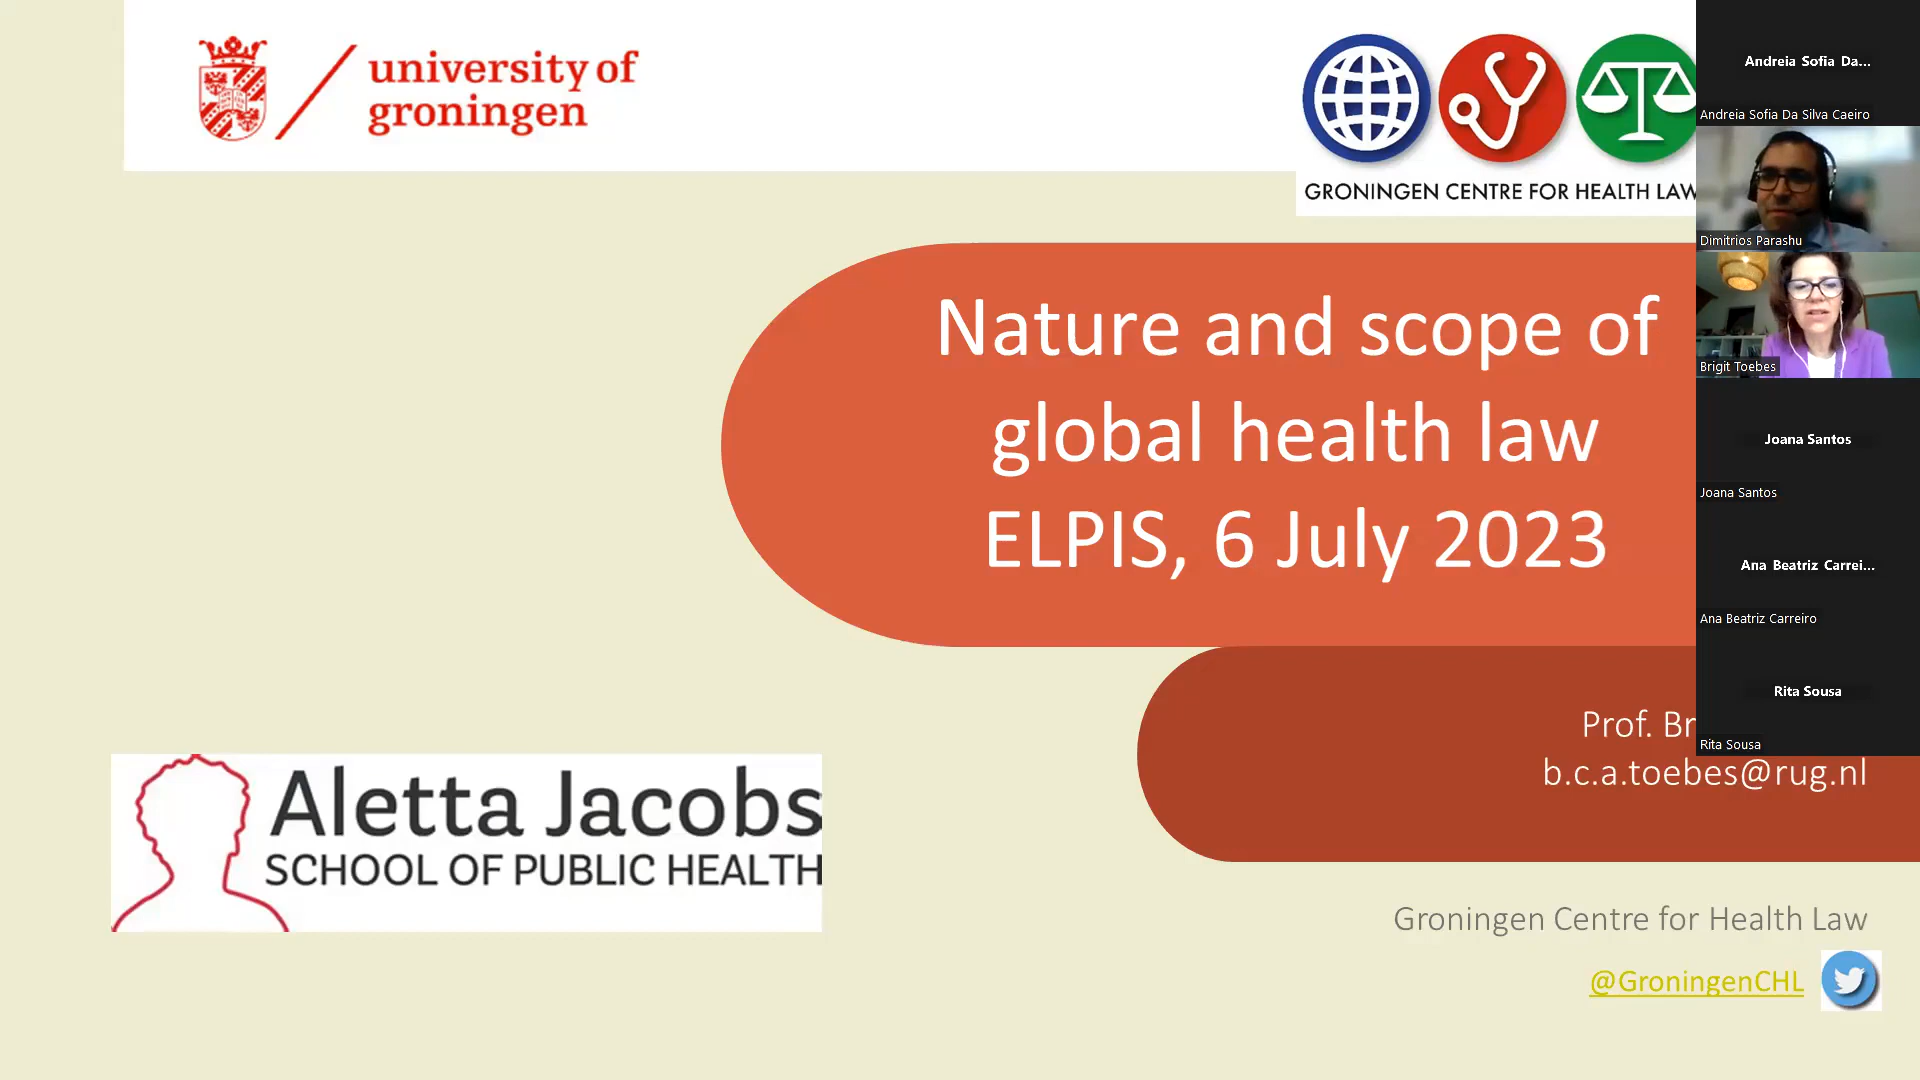 university of
groningen
GRONINGEN CENTRE FOR HEALTH LAW
Nature and scope of
global health law
ELPIS, 6 July 2023
Prof. Br
b.c.a.toebes@rug.nl
Aletta Jacobs
SCHOOL OF PUBLIC HEALTH
Groningen Centre for Health Law
@GroningenCHL
Andreia Sofia Da...
Andreia Sofia Da Silva Caeiro
Dimitrios Parashu
Brigit Toebes
Joana Santos
Joana Santos
Ana Beatriz Carrei...
Ana Beatriz Carreiro
Rita Sousa
Rita Sousa